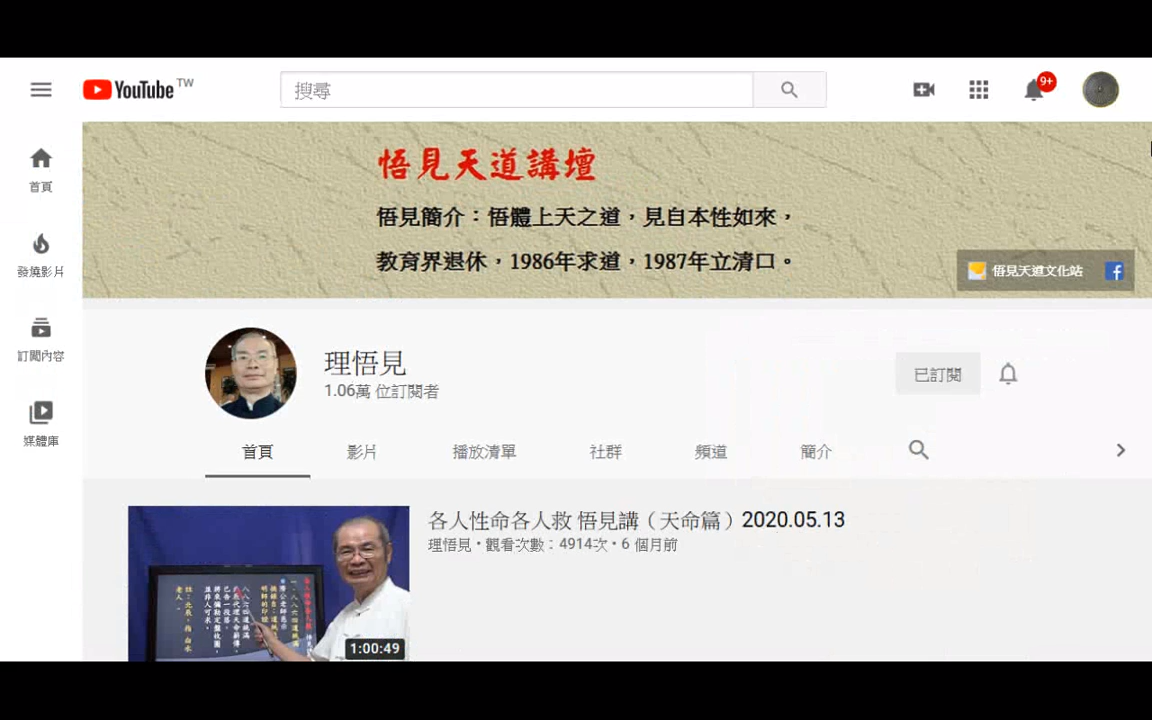 YouTube TW
搜尋
9+
首頁
發燒影片
訂閱內容
媒體庫
悟見天道講壇
悟見簡介：悟體上天之道，見自本性如來，
教育界退休，1986年求道，1987年立清口。
悟見天道文化站
理悟見
1.06萬 位訂閱者
已訂閱
首頁
影片
播放清單
社群
頻道
簡介
各人性命各人救 悟見講（天命篇）2020.05.13
理悟見 • 觀看次數：4914次 • 6 個月前
1:00:49